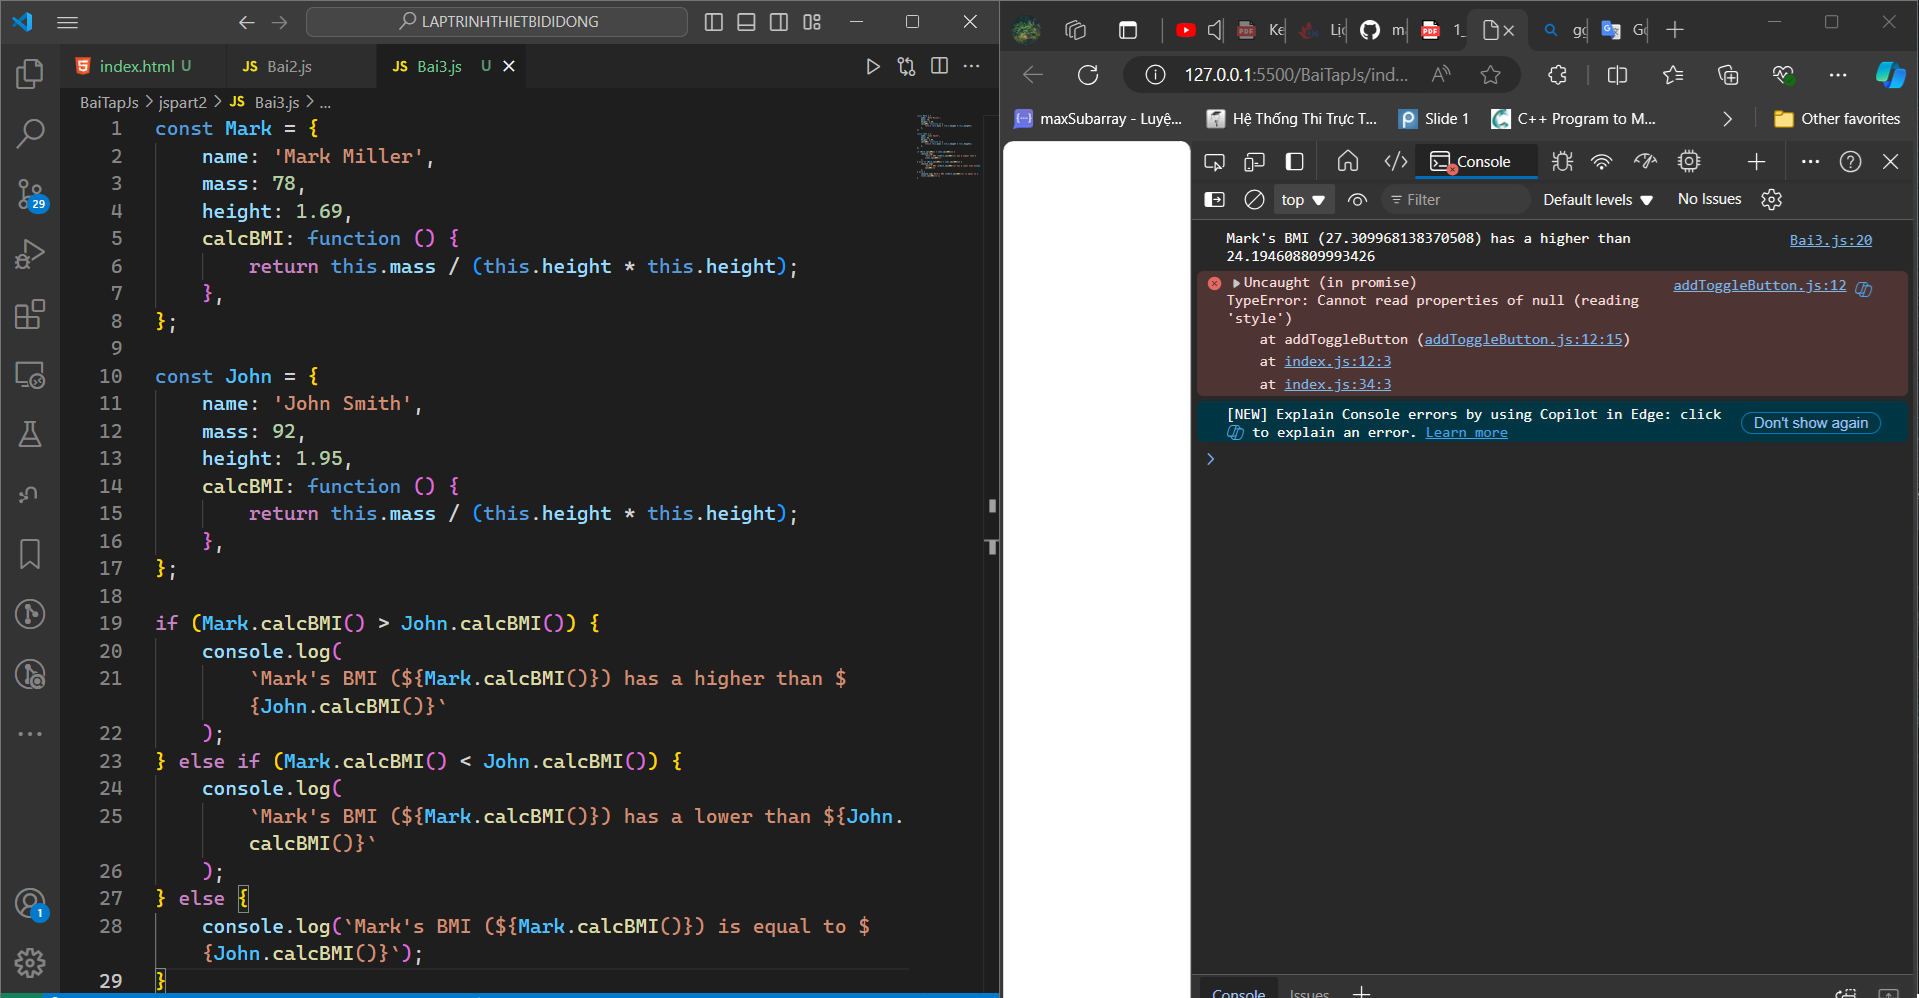 LAPTRINHTHIETBIDIDONG
index.html U
JS Bai2.js
JS Bai3.js U
BaiTapJs > jspart2 > JS Bai3.js > ...
1 const Mark = {
2 name: 'Mark Miller',
3 mass: 78,
4 height: 1.69,
5 calcBMI: function () {
6 return this.mass / (this.height * this.height);
7 },
8 };
9
10 const John = {
11 name: 'John Smith',
12 mass: 92,
13 height: 1.95,
14 calcBMI: function () {
15 return this.mass / (this.height * this.height);
16 },
17 };
18
19 if (Mark.calcBMI() > John.calcBMI()) {
20 console.log(
21 `Mark's BMI (${Mark.calcBMI()}) has a higher than $
{John.calcBMI()}`
22 );
23 } else if (Mark.calcBMI() < John.calcBMI()) {
24 console.log(
25 `Mark's BMI (${Mark.calcBMI()}) has a lower than ${John.
calcBMI()}`
26 );
27 } else {
28 console.log(`Mark's BMI (${Mark.calcBMI()}) is equal to $
{John.calcBMI()}`);
29 }
29
1
127.0.0.1:5500/BaiTapJs/ind...
maxSubarray - Luyê...
Hệ Thống Thi Trực T...
Slide 1
C++ Program to M...
Other favorites
Console
top
Filter
Default levels
No Issues
Mark's BMI (27.309968138370508) has a higher than
24.194608809993426
Bai3.js:20
Uncaught (in promise)
addToggleButton.js:12
TypeError: Cannot read properties of null (reading
'style')
at addToggleButton (addToggleButton.js:12:15)
at index.js:12:3
at index.js:34:3
[NEW] Explain Console errors by using Copilot in Edge: click
to explain an error. Learn more
Don't show again
Console
Issues